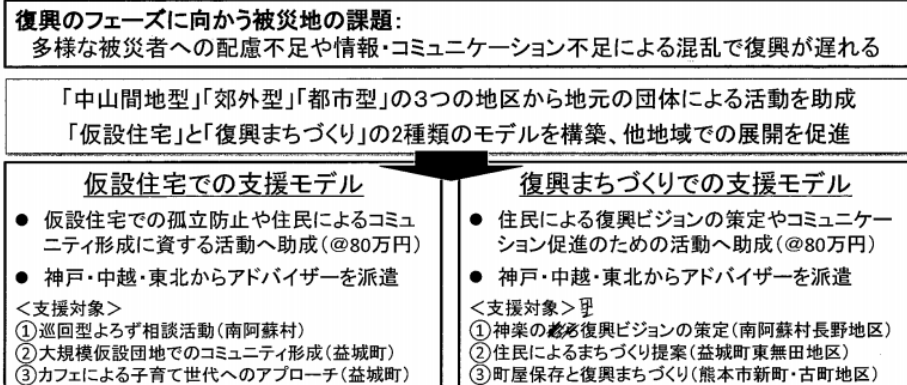 復興のフェーズに向かう被災地の課題:
多様な被災者への配慮不足や情報・コミュニケーション不足による混乱で復興が遅れる
「中山間地型」「郊外型」「都市型」の3つの地区から地元の団体による活動を助成
「仮設住宅」と「復興まちづくり」の2種類のモデルを構築、他地域での展開を促進
仮設住宅での支援モデル
● 仮設住宅での孤立防止や住民によるコミュ
ニティ形成に資する活動へ助成(@80万円)
● 神戸・中越・東北からアドバイザーを派遣
<支援対象>
①巡回型よろず相談活動(南阿蘇村)
②大規模仮設団地でのコミュニティ形成(益城町)
③カフェによる子育て世代へのアプローチ(益城町)
復興まちづくりでの支援モデル
● 住民による復興ビジョンの策定やコミュニケー
ション促進のための活動へ助成(@80万円)
● 神戸・中越・東北からアドバイザーを派遣
<支援対象>
①神楽の復興ビジョンの策定(南阿蘇村長野地区)
②住民によるまちづくり提案(益城町東無田地区)
③町屋保存と復興まちづくり(熊本市新町・古町地区)